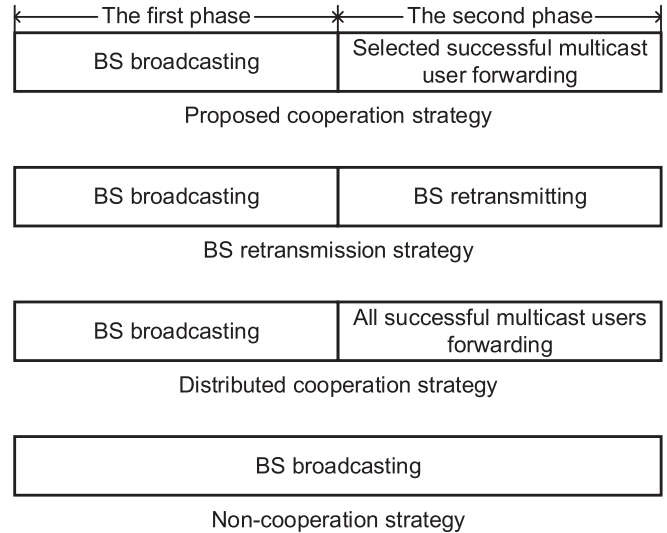 The first phase
The second phase
BS broadcasting
Selected successful multicast
user forwarding
Proposed cooperation strategy
BS broadcasting
BS retransmitting
BS retransmission strategy
BS broadcasting
All successful multicast users
forwarding
Distributed cooperation strategy
BS broadcasting
Non-cooperation strategy